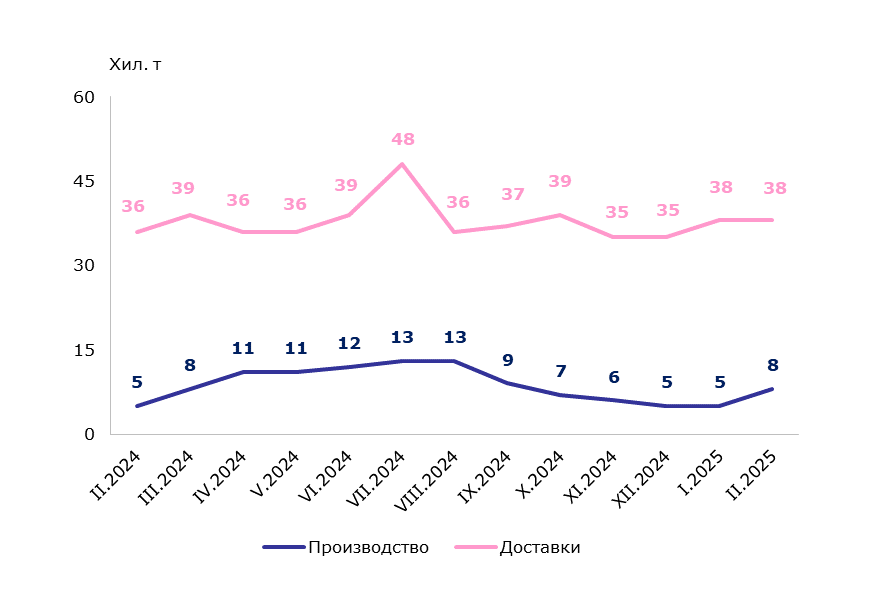 Хил. т
60
45
30
15
0
36 39 36 36 39 48 36 37 39 35 35 38 38
5 8 11 11 12 13 13 9 7 6 5 5 8
II.2024 III.2024 IV.2024 V.2024 VI.2024 VII.2024 VIII.2024 IX.2024 X.2024 XI.2024 XII.2024 I.2025 II.2025
Производство Доставки